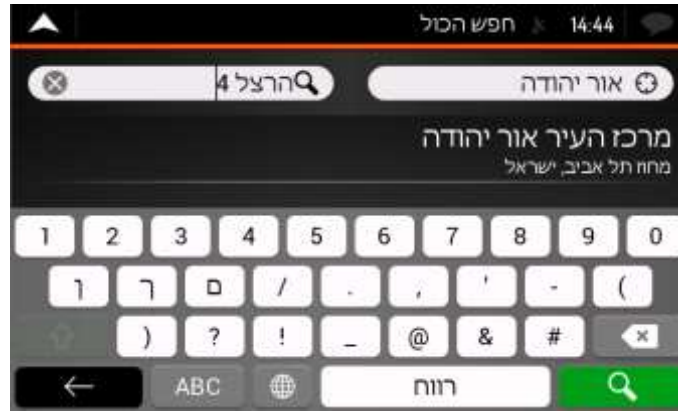 חפש הכול 14:44
אור יהודה
הרצל 4
מרכז העיר אור יהודה
מחוז תל אביב, ישראל
1 2 3 4 5 6 7 8 9 0
ן ך ם / . , ' - (
) ? ! _ @ & #
ABC רווח